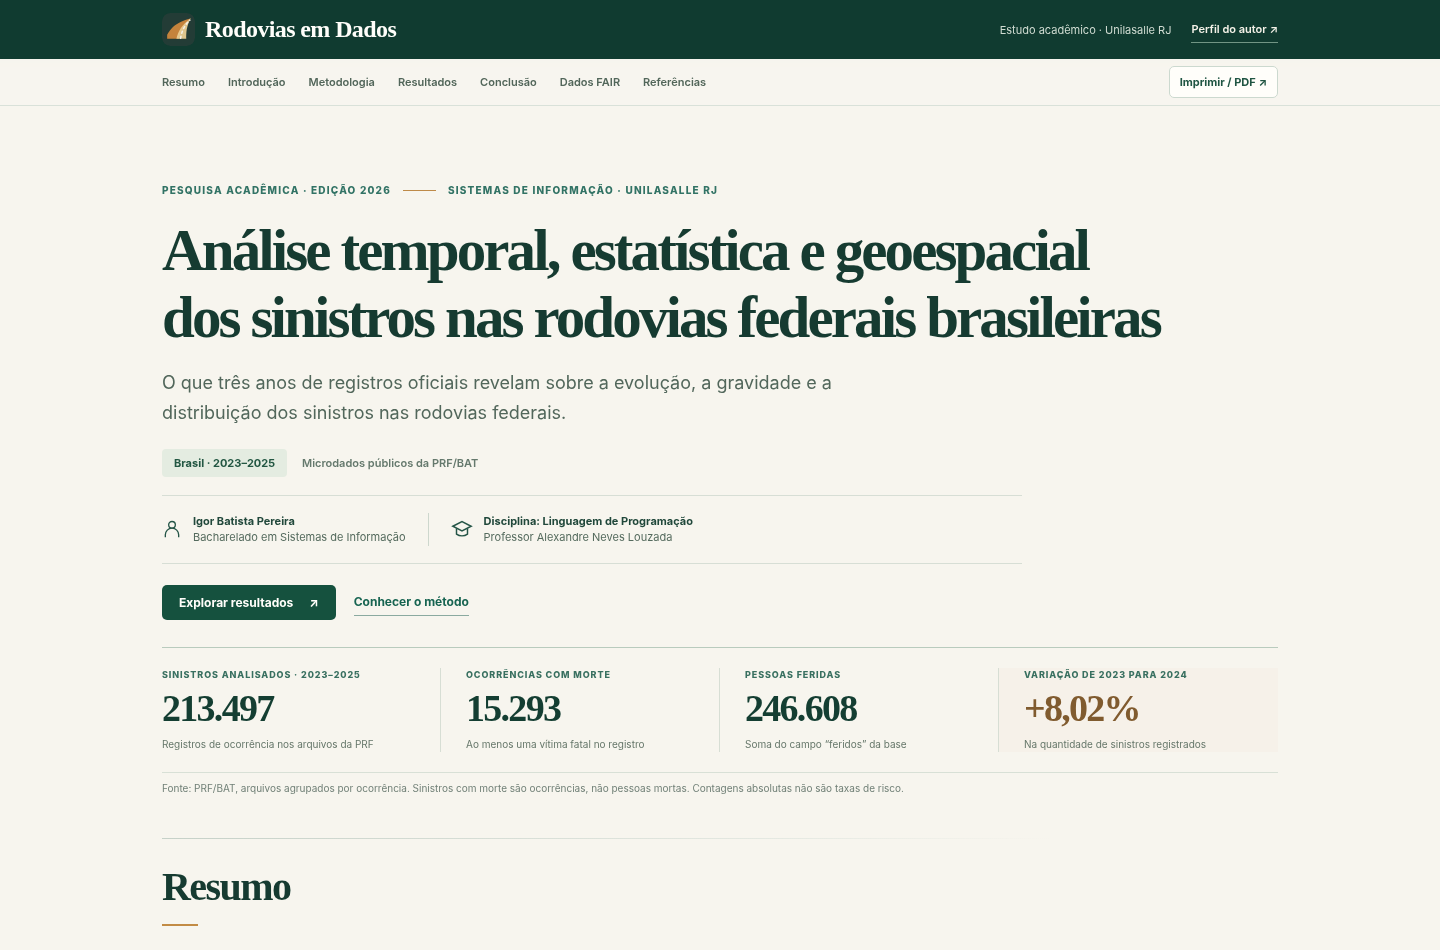 Rodovias em Dados
Estudo acadêmico · Unilasalle RJ
Perfil do autor ↗
Resumo Introdução Metodologia Resultados Conclusão Dados FAIR Referências
Imprimir / PDF ↗
PESQUISA ACADÊMICA · EDIÇÃO 2026
SISTEMAS DE INFORMAÇÃO · UNILASALLE RJ
Análise temporal, estatística e geoespacial
dos sinistros nas rodovias federais brasileiras
O que três anos de registros oficiais revelam sobre a evolução, a gravidade e a
distribuição dos sinistros nas rodovias federais.
Brasil · 2023–2025
Microdados públicos da PRF/BAT
Igor Batista Pereira
Bacharelado em Sistemas de Informação
Disciplina: Linguagem de Programação
Professor Alexandre Neves Louzada
Explorar resultados ↗
Conhecer o método
SINISTROS ANALISADOS · 2023–2025
213.497
Registros de ocorrência nos arquivos da PRF
OCORRÊNCIAS COM MORTE
15.293
Ao menos uma vítima fatal no registro
PESSOAS FERIDAS
246.608
Soma do campo “feridos” da base
VARIAÇÃO DE 2023 PARA 2024
+8,02%
Na quantidade de sinistros registrados
Fonte: PRF/BAT, arquivos agrupados por ocorrência. Sinistros com morte são ocorrências, não pessoas mortas. Contagens absolutas não são taxas de risco.
Resumo